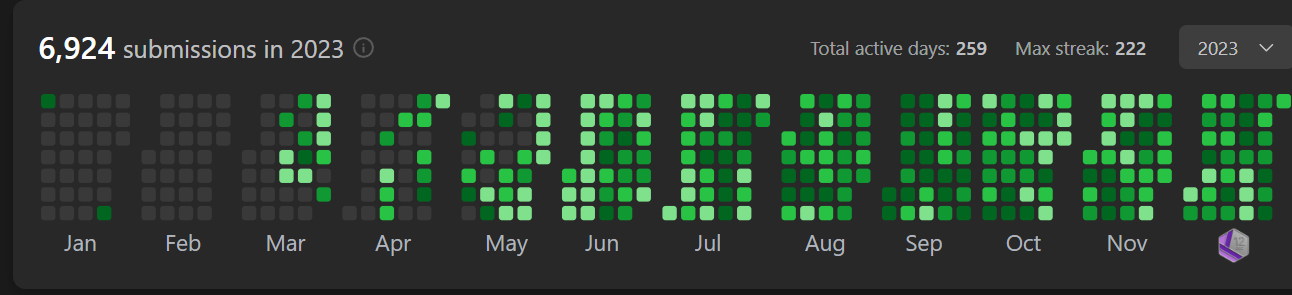 6,924 submissions in 2023 Total active days: 259 Max streak: 222 2023
Jan Feb Mar Apr May Jun Jul Aug Sep Oct Nov 12